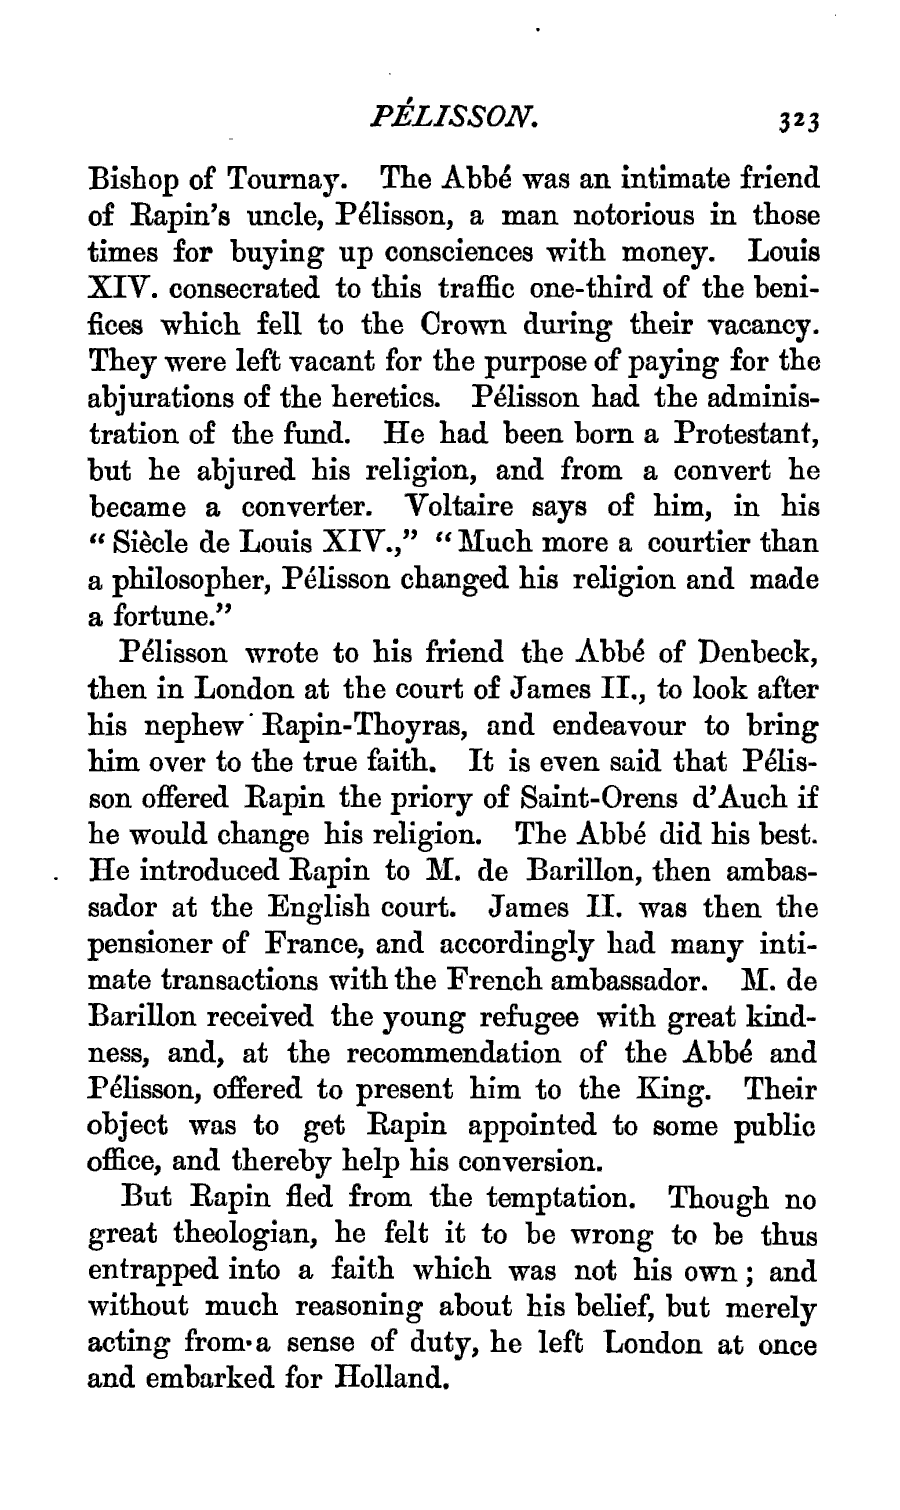 PÉLISSON. 323
Bishop of Tournay. The Abbé was an intimate friend
of Rapin's uncle, Pélisson, a man notorious in those
times for buying up consciences with money. Louis
XIV. consecrated to this traffic one-third of the beni-
fices which fell to the Crown during their vacancy.
They were left vacant for the purpose of paying for the
abjurations of the heretics. Pélisson had the adminis-
tration of the fund. He had been born a Protestant,
but he abjured his religion, and from a convert he
became a converter. Voltaire says of him, in his
“Siècle de Louis XIV.,” “Much more a courtier than
a philosopher, Pélisson changed his religion and made
a fortune.”
Pélisson wrote to his friend the Abbé of Denbeck,
then in London at the court of James II., to look after
his nephew Rapin-Thoyras, and endeavour to bring
him over to the true faith. It is even said that Pélis-
son offered Rapin the priory of Saint-Orens d'Auch if
he would change his religion. The Abbé did his best.
He introduced Rapin to M. de Barillon, then ambas-
sador at the English court. James II. was then the
pensioner of France, and accordingly had many inti-
mate transactions with the French ambassador. M. de
Barillon received the young refugee with great kind-
ness, and, at the recommendation of the Abbé and
Pélisson, offered to present him to the King. Their
object was to get Rapin appointed to some public
office, and thereby help his conversion.
But Rapin fled from the temptation. Though no
great theologian, he felt it to be wrong to be thus
entrapped into a faith which was not his own; and
without much reasoning about his belief, but merely
acting from a sense of duty, he left London at once
and embarked for Holland.